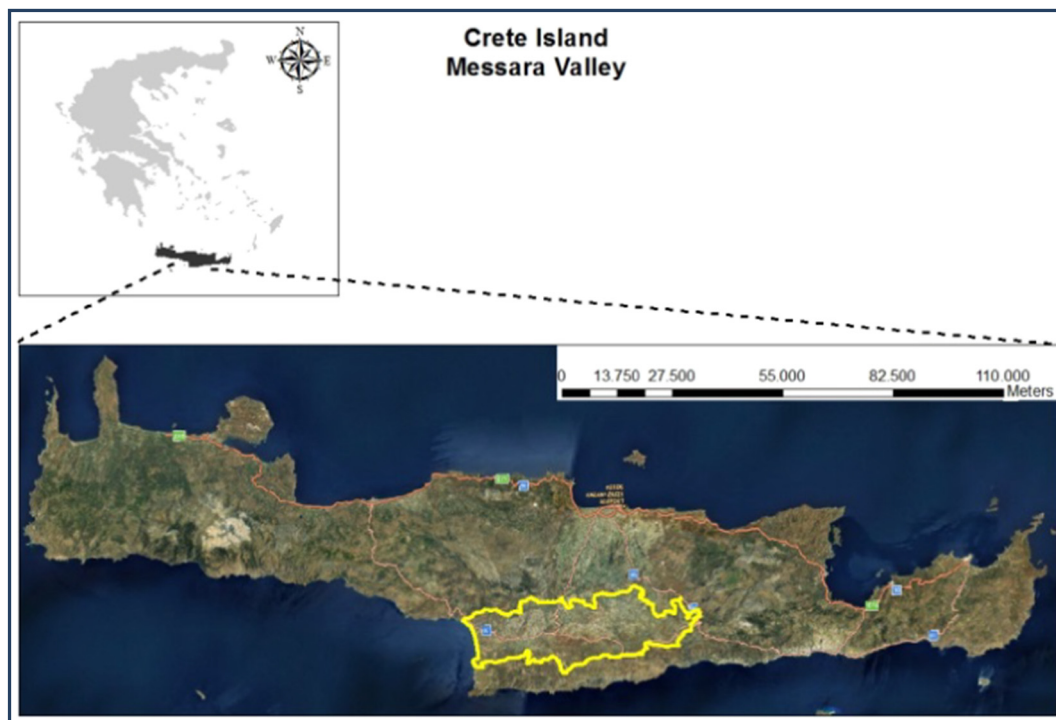 Crete Island
Messara Valley
N
W E
S
0 13.750 27.500 55.000 82.500 110.000
Meters